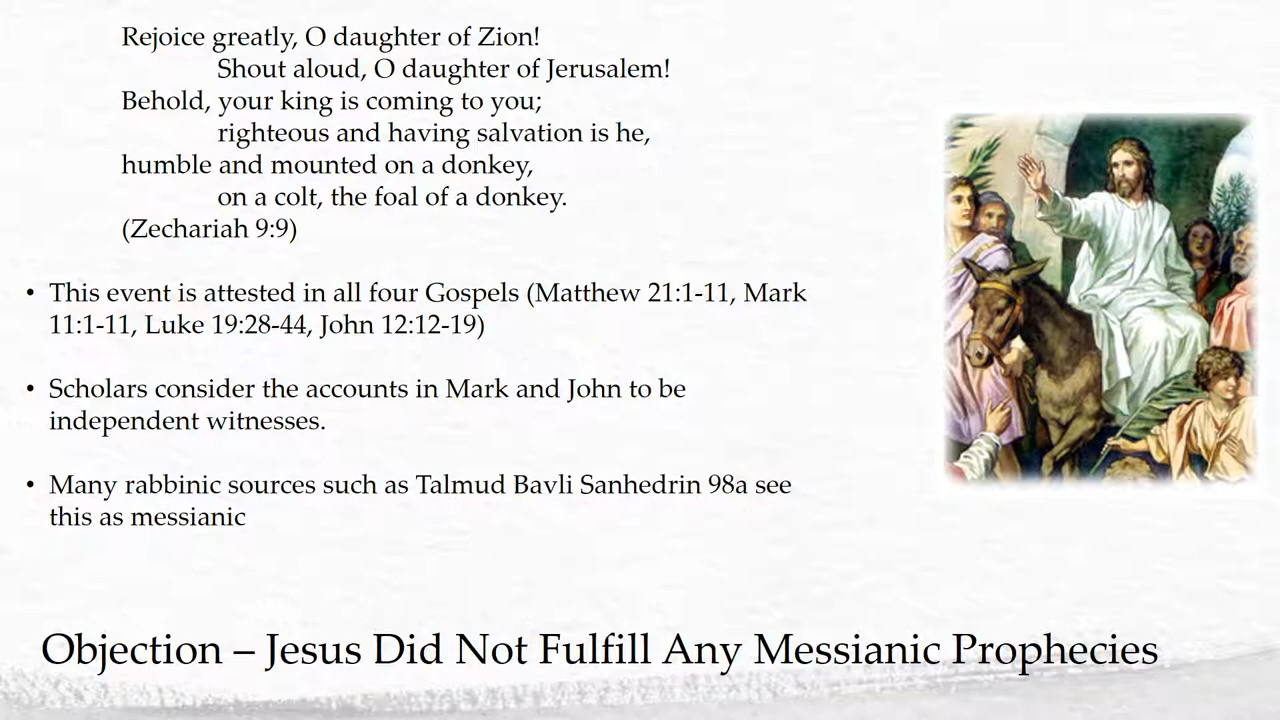 Rejoice greatly, O daughter of Zion!
Shout aloud, O daughter of Jerusalem!
Behold, your king is coming to you;
righteous and having salvation is he,
humble and mounted on a donkey,
on a colt, the foal of a donkey.
(Zechariah 9:9)
• This event is attested in all four Gospels (Matthew 21:1-11, Mark
11:1-11, Luke 19:28-44, John 12:12-19)
• Scholars consider the accounts in Mark and John to be
independent witnesses.
• Many rabbinic sources such as Talmud Bavli Sanhedrin 98a see
this as messianic
Objection – Jesus Did Not Fulfill Any Messianic Prophecies